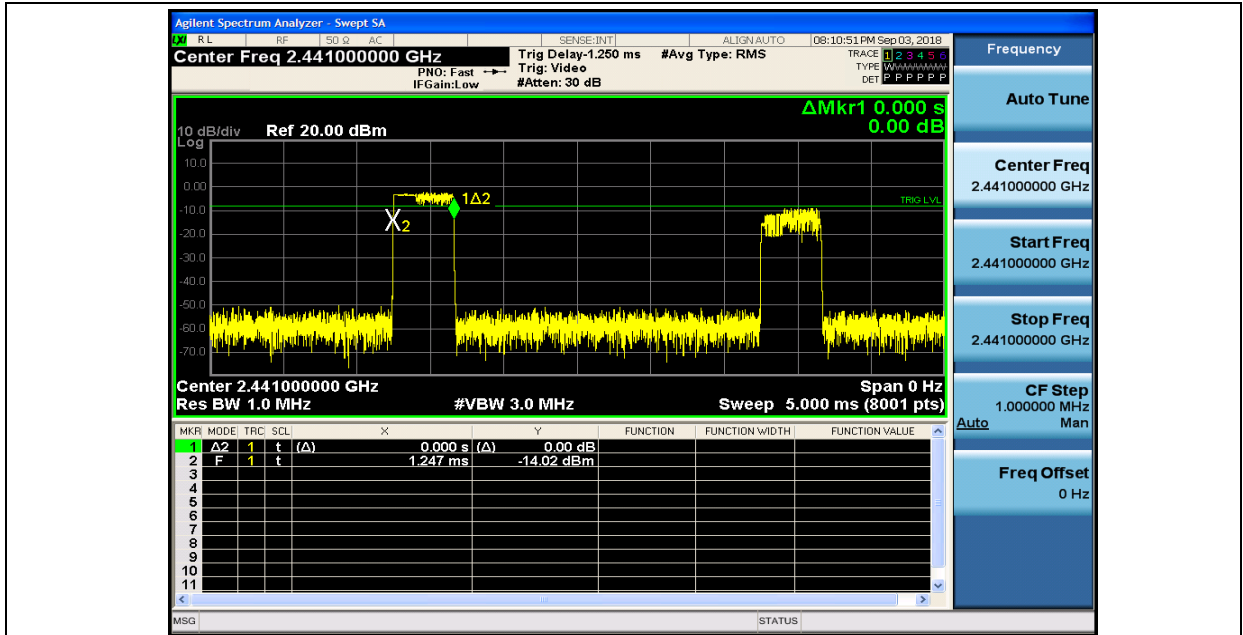 Agilent Spectrum Analyzer - Swept SA
LXI RL RF 50 Ω AC SENSE:INT ALIGN AUTO 08:10:51 PM Sep 03, 2018
Center Freq 2.441000000 GHz
PNO: Fast
IFGain:Low
Trig Delay-1.250 ms
Trig: Video
#Atten: 30 dB
#Avg Type: RMS
TRACE 1 2 3 4 5 6
TYPE WWWWWW
DET P P P P P P
ΔMkr1 0.000 s
0.00 dB
10 dB/div Ref 20.00 dBm
Log
10.0
0.00
-10.0
-20.0
-30.0
-40.0
-50.0
-60.0
-70.0
1Δ2
X2
TRIG LVL
Center 2.441000000 GHz Span 0 Hz
Res BW 1.0 MHz #VBW 3.0 MHz Sweep 5.000 ms (8001 pts)
MKR MODE TRC SCL X Y FUNCTION FUNCTION WIDTH FUNCTION VALUE
1 Δ2 1 t (Δ) 0.000 s (Δ) 0.00 dB
2 F 1 t 1.247 ms -14.02 dBm
3
4
5
6
7
8
9
10
11
MSG STATUS
Frequency
Auto Tune
Center Freq
2.441000000 GHz
Start Freq
2.441000000 GHz
Stop Freq
2.441000000 GHz
CF Step
1.000000 MHz
Auto Man
Freq Offset
0 Hz